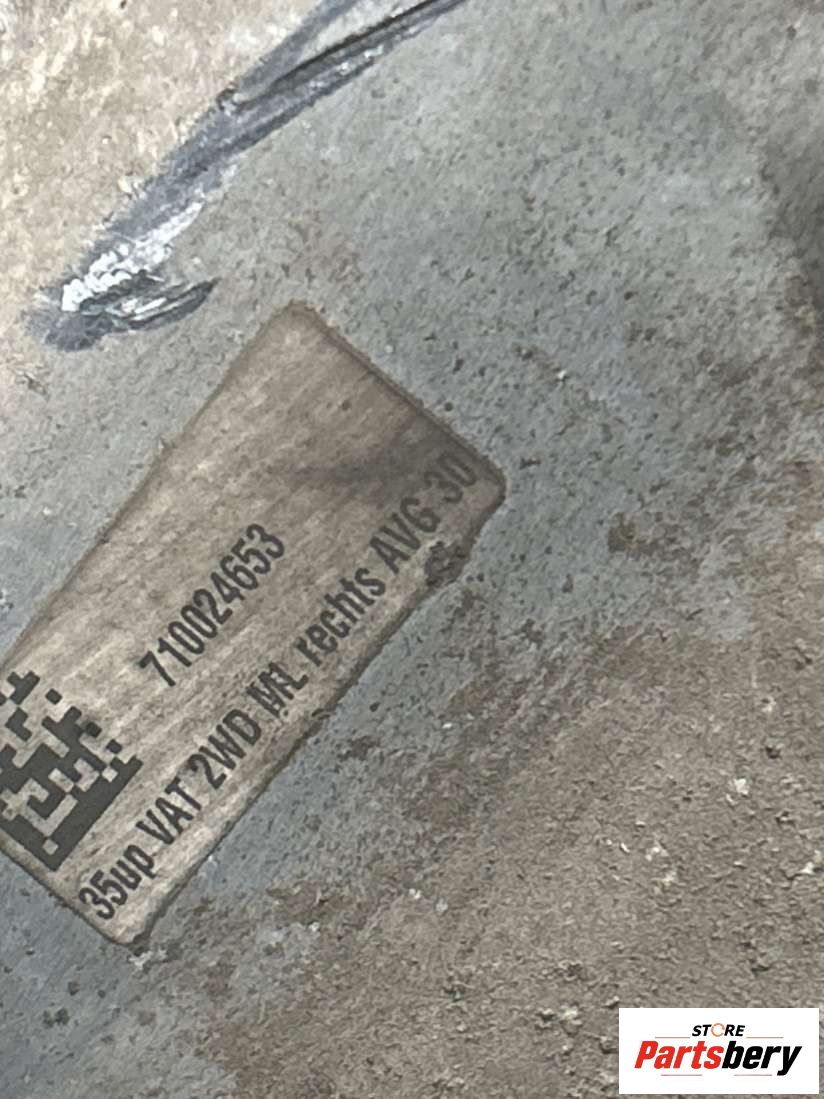 710024653
35up VAT 2WD ML rechts AVG 30
STORE
Partsbery